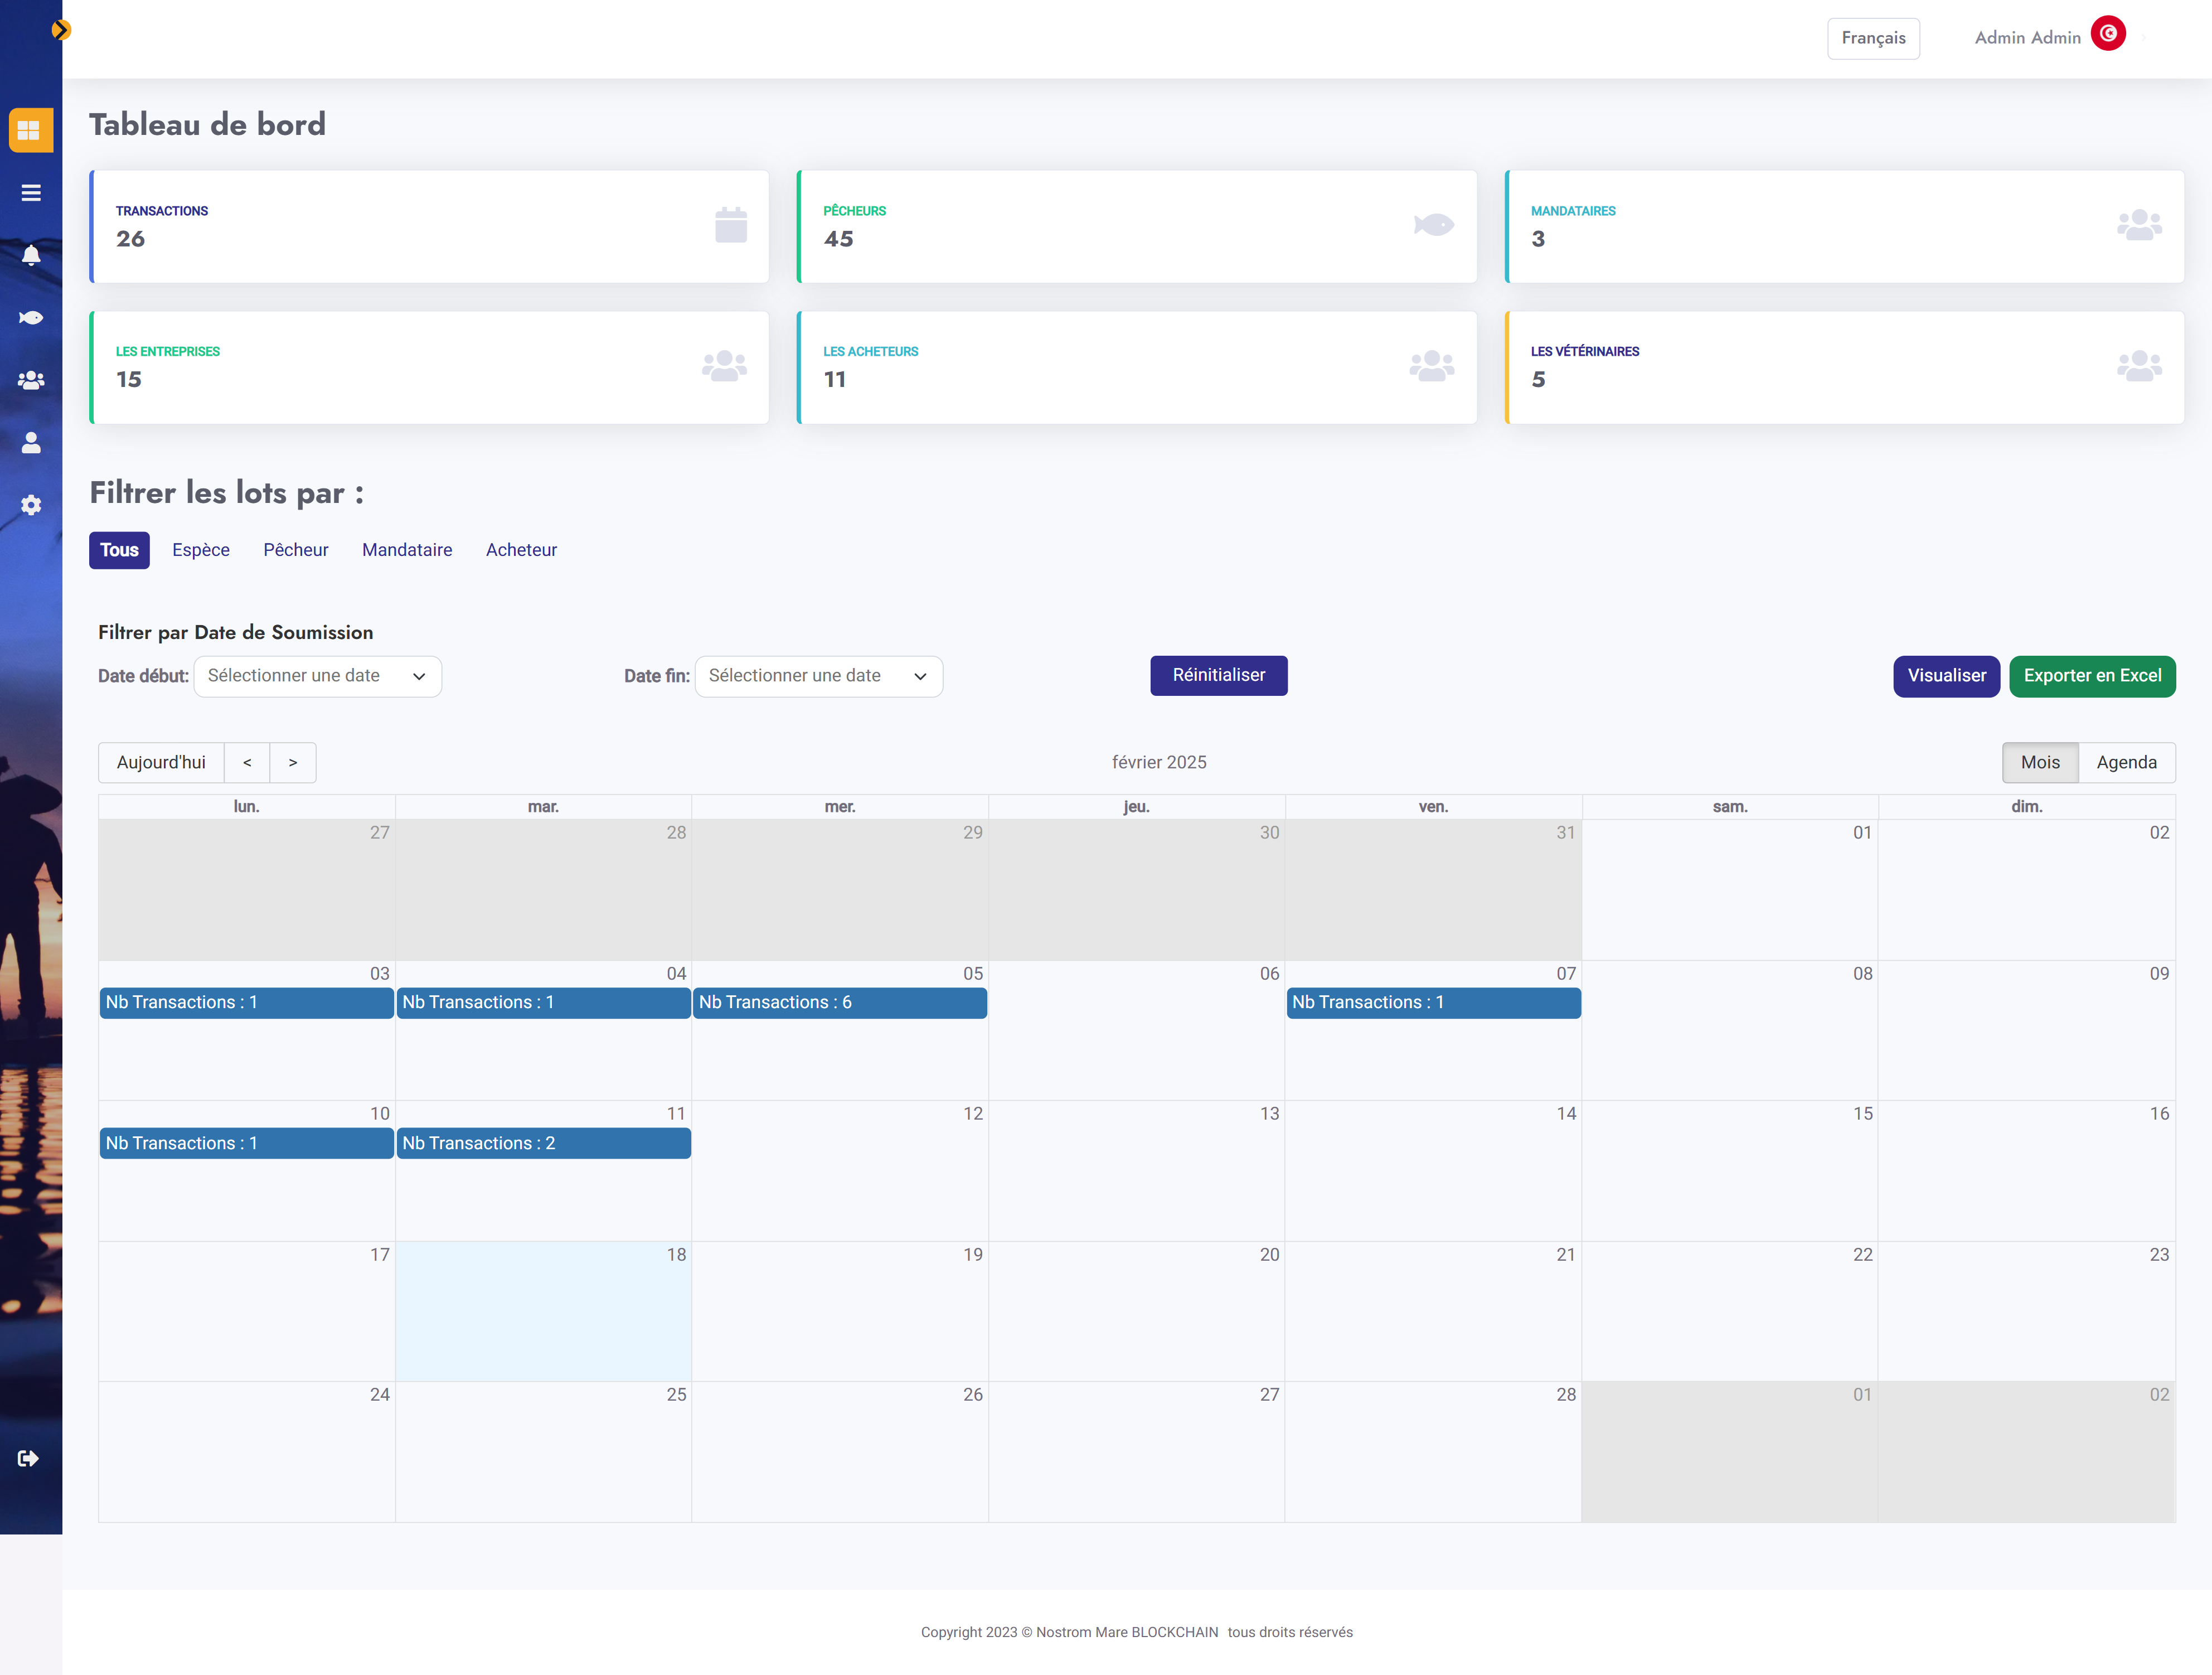 Français
Admin Admin
Tableau de bord
TRANSACTIONS
26
PÊCHEURS
45
MANDATAIRES
3
LES ENTREPRISES
15
LES ACHETEURS
11
LES VÉTÉRINAIRES
5
Filtrer les lots par :
Tous Espèce Pêcheur Mandataire Acheteur
Filtrer par Date de Soumission
Date début: Sélectionner une date Date fin: Sélectionner une date Réinitialiser Visualiser Exporter en Excel
Aujourd'hui < > février 2025 Mois Agenda
lun. mar. mer. jeu. ven. sam. dim.
27 28 29 30 31 01 02
03 04 05 06 07 08 09
Nb Transactions : 1 Nb Transactions : 1 Nb Transactions : 6 Nb Transactions : 1
10 11 12 13 14 15 16
Nb Transactions : 1 Nb Transactions : 2
17 18 19 20 21 22 23
24 25 26 27 28 01 02
Copyright 2023 © Nostrom Mare BLOCKCHAIN tous droits réservés